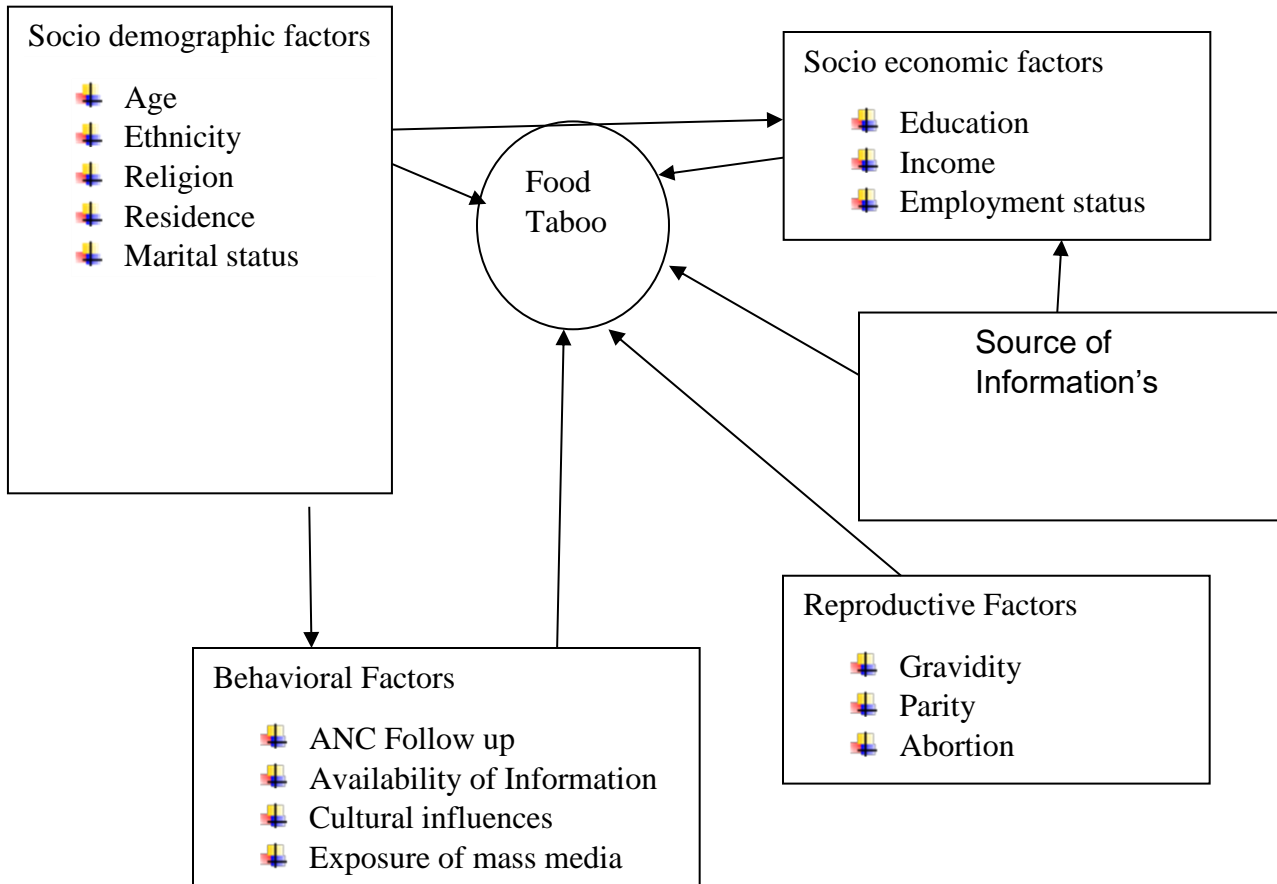 Socio demographic factors
Age
Ethnicity
Religion
Residence
Marital status
Food
Taboo
Socio economic factors
Education
Income
Employment status
Source of
Information’s
Reproductive Factors
Gravidity
Parity
Abortion
Behavioral Factors
ANC Follow up
Availability of Information
Cultural influences
Exposure of mass media